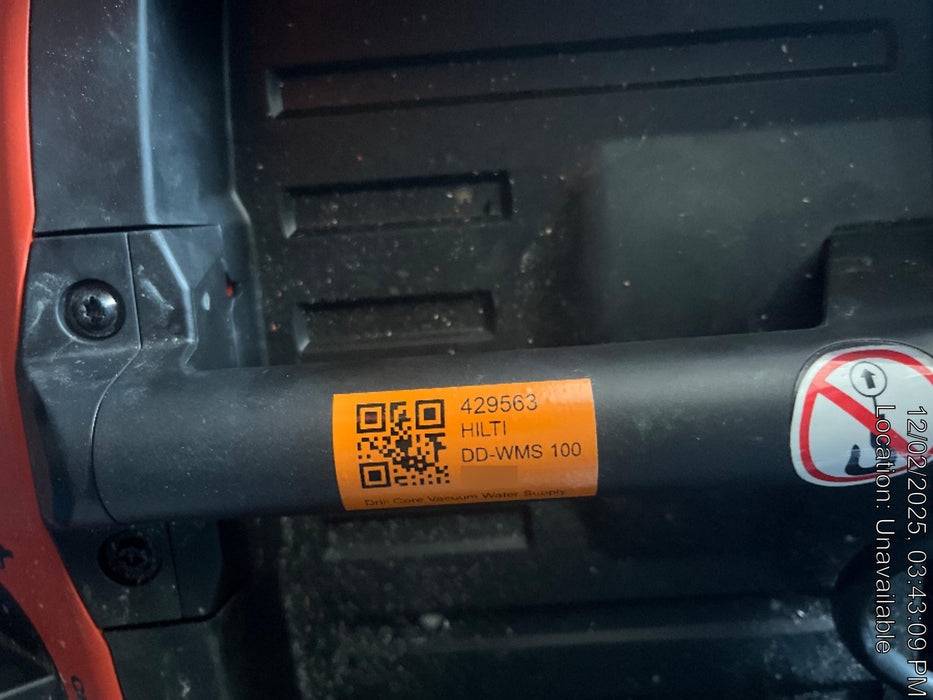 429563
HILTI
DD-WMS 100
Drill Core Vacuum Water Supply
12/02/2025, 03:43:09 PM
Location: Unavailable